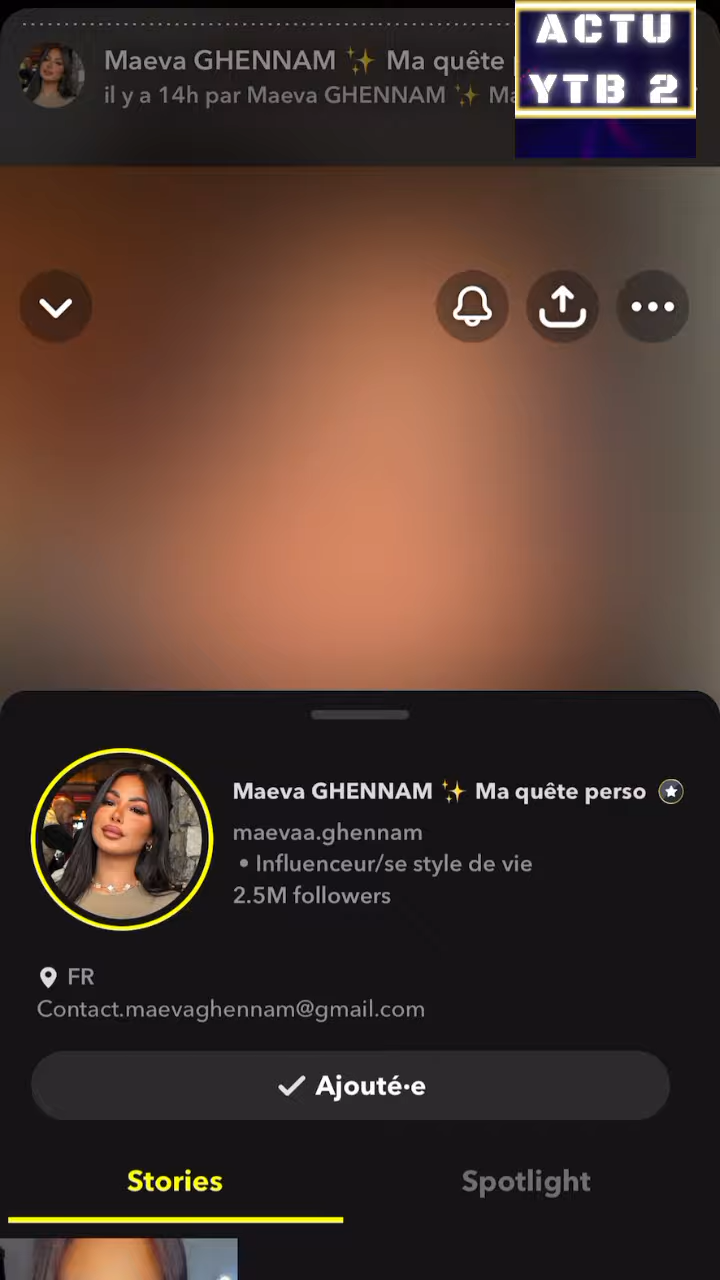 Maeva GHENNAM ✨ Ma quête
il y a 14h par Maeva GHENNAM ✨
ACTU
YTB 2
Maeva GHENNAM ✨ Ma quête perso
maevaa.ghennam
• Influenceur/se style de vie
2.5M followers
FR
Contact.maevaghennam@gmail.com
Ajouté·e
Stories
Spotlight